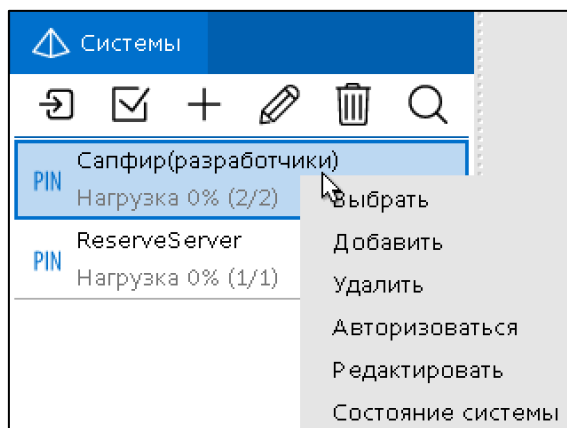 Системы
PIN
Сапфир(разработчики)
Нагрузка 0% (2/2)
PIN
ReserveServer
Нагрузка 0% (1/1)
Выбрать
Добавить
Удалить
Авторизоваться
Редактировать
Состояние системы